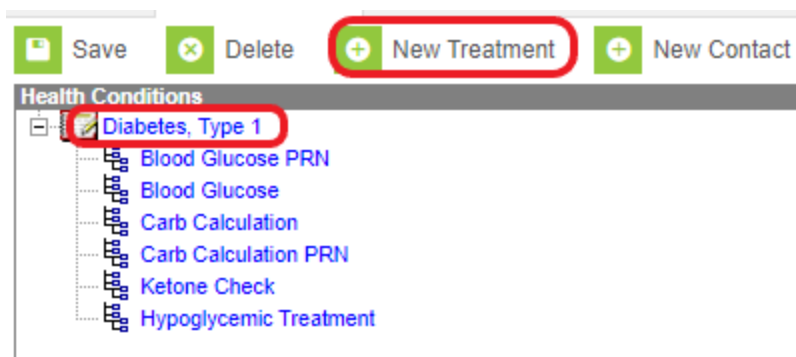 Save Delete New Treatment New Contact
Health Conditions
Diabetes, Type 1
Blood Glucose PRN
Blood Glucose
Carb Calculation
Carb Calculation PRN
Ketone Check
Hypoglycemic Treatment